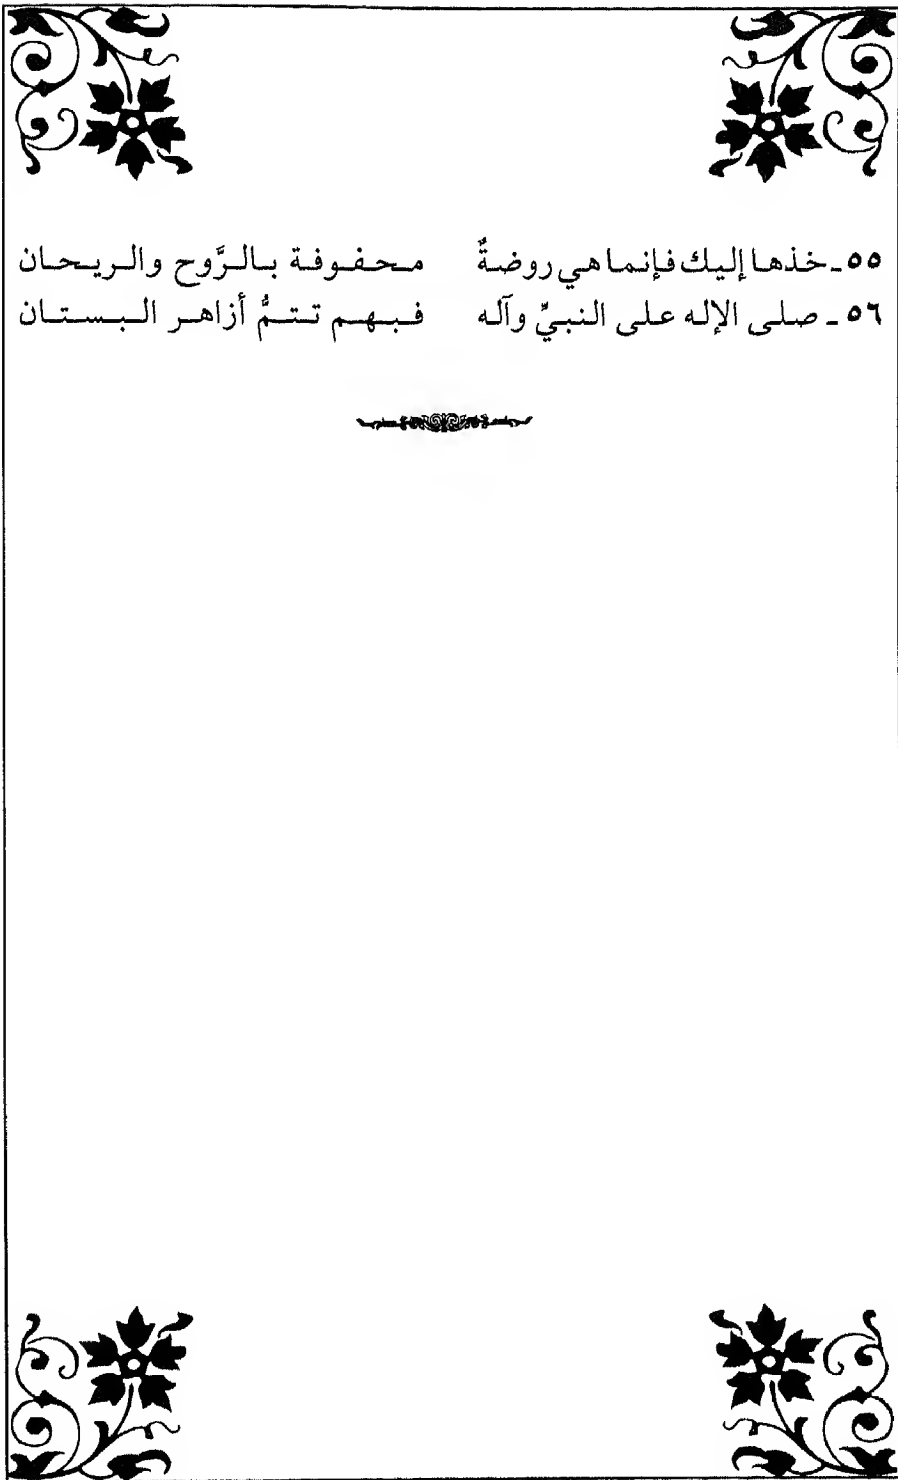 ٥٥ ـ خذها إليك فإنما هي روضةٌ محفوفة بالرَّوح والريحان
٥٦ ـ صلى الإله على النبيِّ وآله فبهم تتمُّ أزاهر البستان